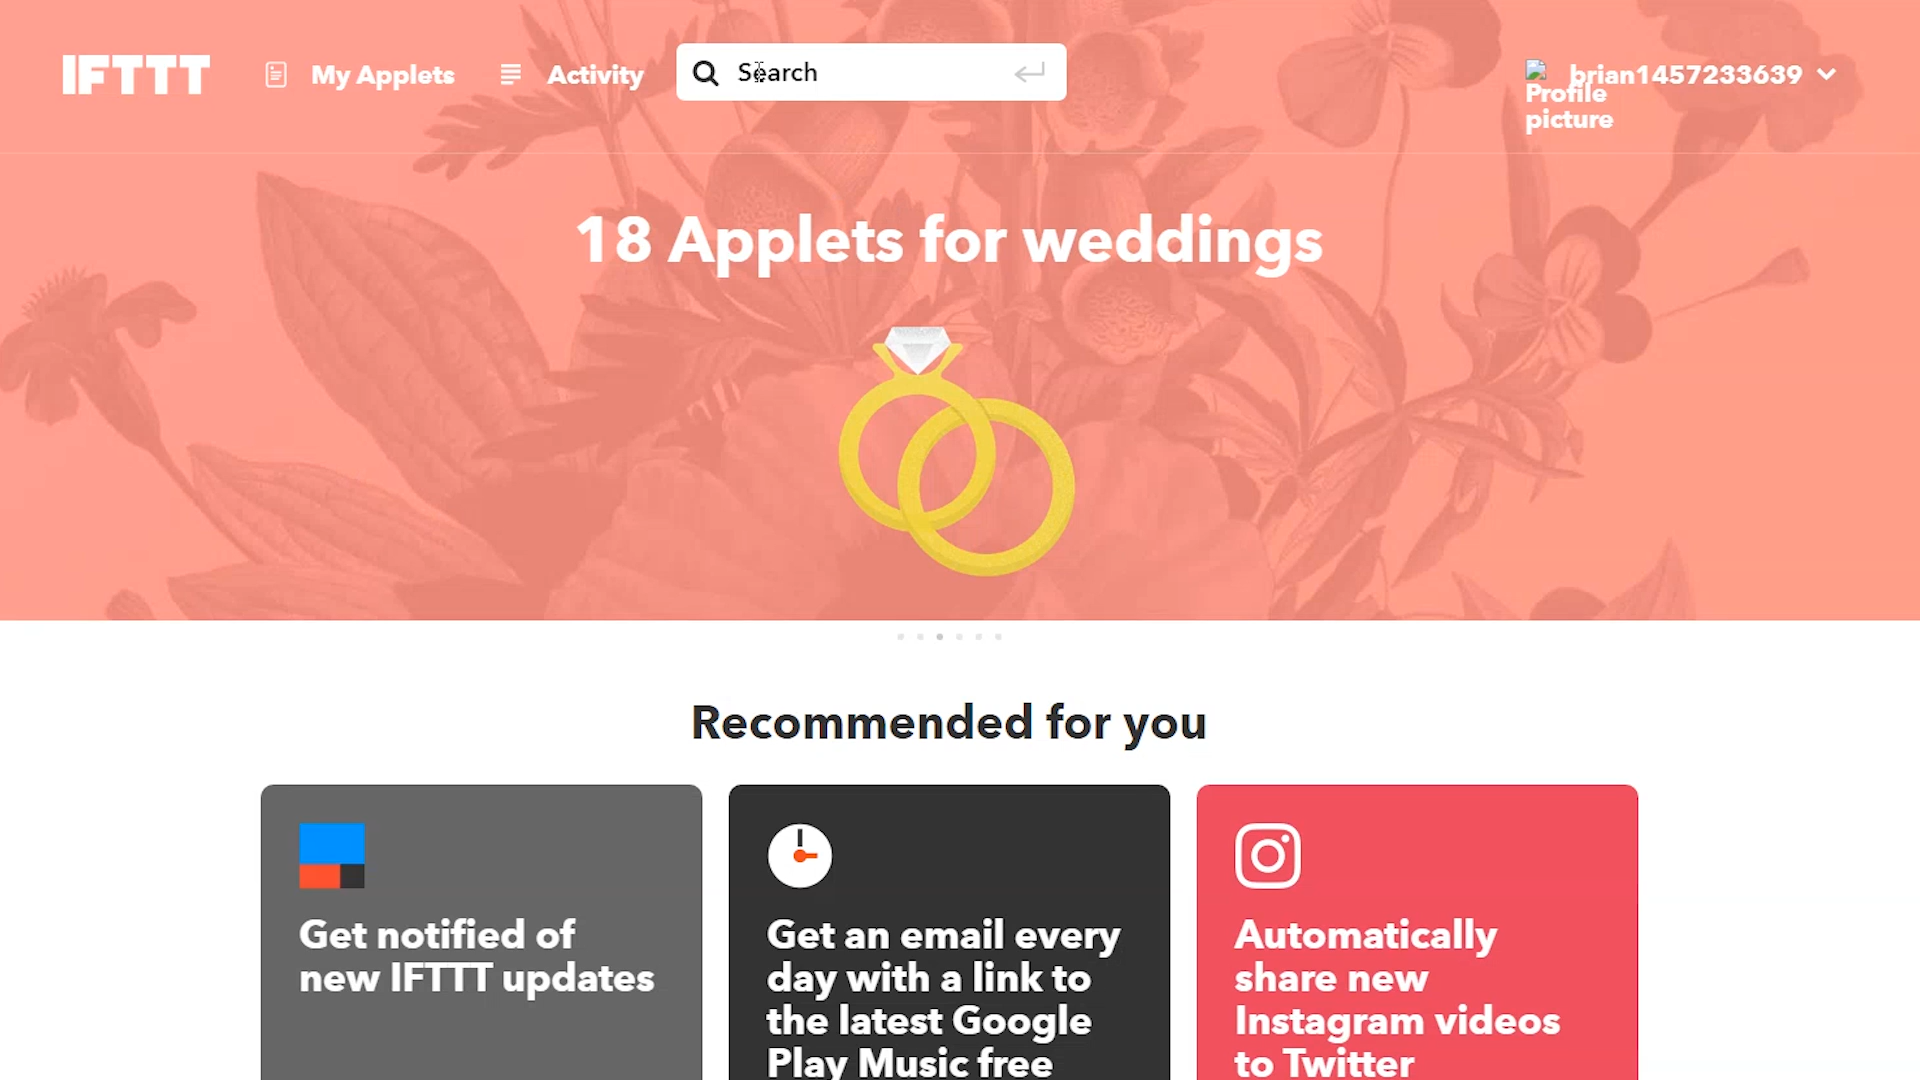 IFTTT
My Applets
Activity
Search
brian1457233639
Profile
picture
18 Applets for weddings
Recommended for you
Get notified of
new IFTTT updates
Get an email every
day with a link to
the latest Google
Play Music free
Automatically
share new
Instagram videos
to Twitter